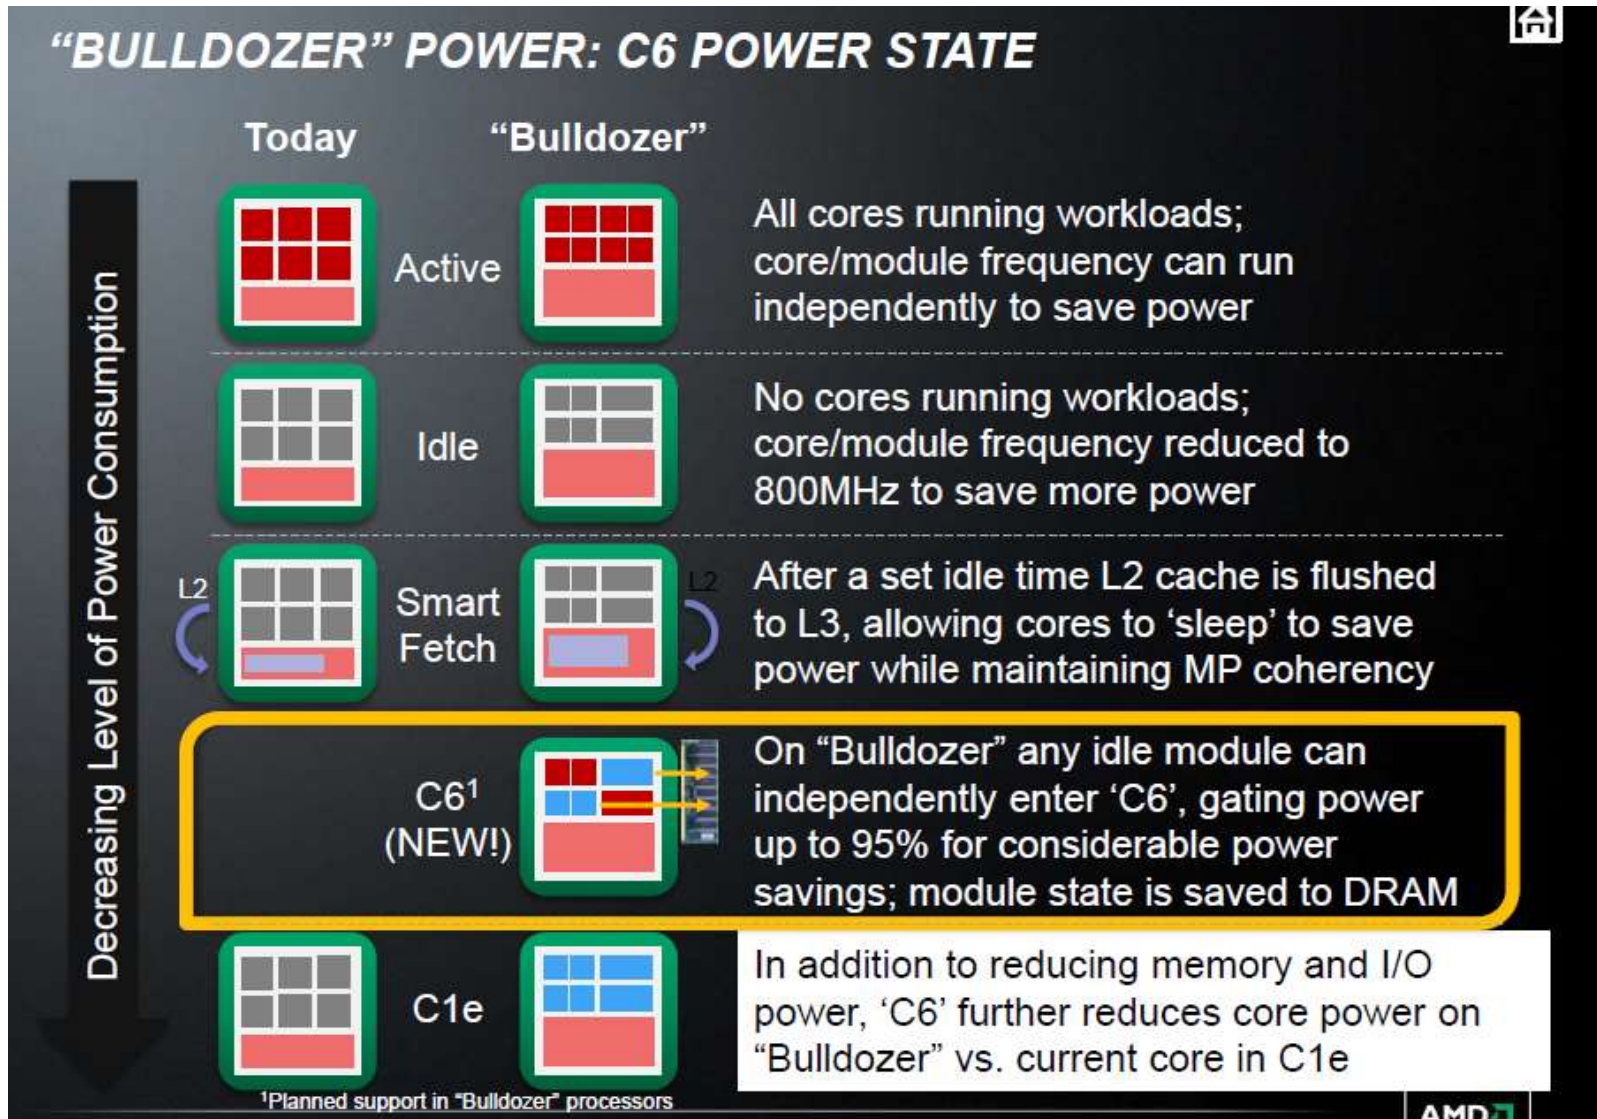 “BULLDOZER” POWER: C6 POWER STATE
Today
“Bulldozer”
Decreasing Level of Power Consumption
Active
All cores running workloads;
core/module frequency can run
independently to save power
Idle
No cores running workloads;
core/module frequency reduced to
800MHz to save more power
L2
Smart
Fetch
L2
After a set idle time L2 cache is flushed
to L3, allowing cores to ‘sleep’ to save
power while maintaining MP coherency
C6¹
(NEW!)
On “Bulldozer” any idle module can
independently enter ‘C6’, gating power
up to 95% for considerable power
savings; module state is saved to DRAM
C1e
In addition to reducing memory and I/O
power, ‘C6’ further reduces core power on
“Bulldozer” vs. current core in C1e
¹Planned support in “Bulldozer” processors
AMD